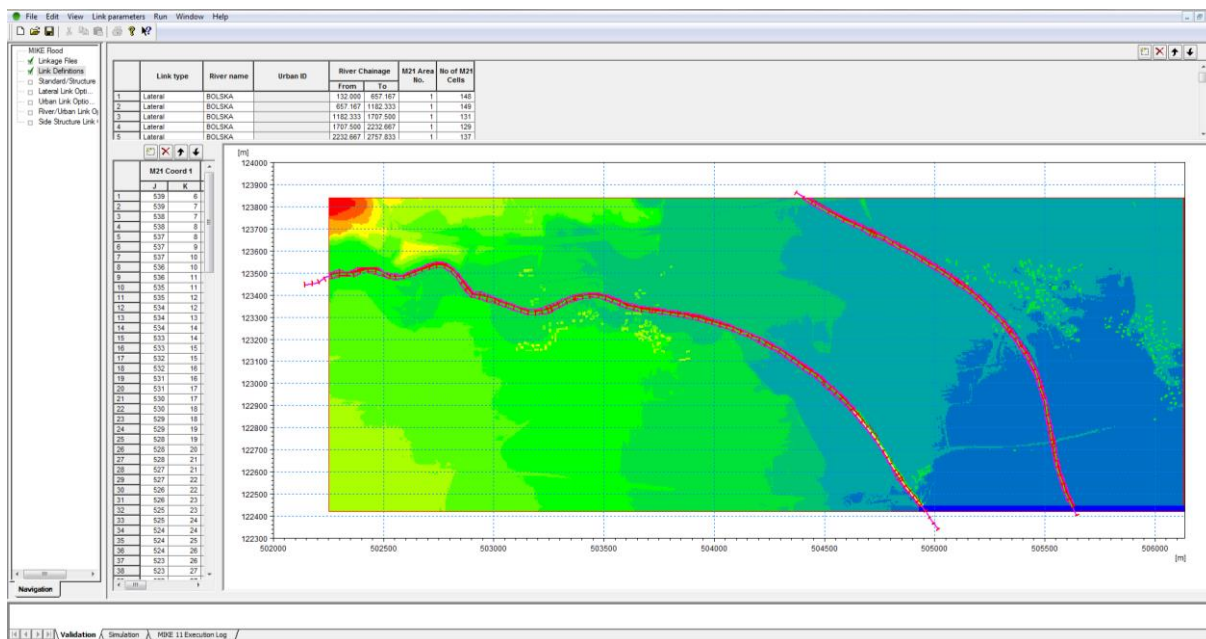 File Edit View Link parameters Run Window Help
MIKE Flood
Linkage Files
Link Definitions
Standard/Structure
Lateral Link Opti...
Urban Link Optio...
River/Urban Link Op
Side Structure Link
Navigation
Link type River name Urban ID River Chainage M21 Area No. No of M21 Cells
From To
1 Lateral BOLSKA 132.000 657.167 1 148
2 Lateral BOLSKA 657.167 1182.333 1 149
3 Lateral BOLSKA 1182.333 1707.500 1 131
4 Lateral BOLSKA 1707.500 2232.667 1 129
5 Lateral BOLSKA 2232.667 2757.833 1 137
M21 Coord 1
J K
1 539 6
2 539 7
3 538 7
4 538 8
5 537 8
6 537 9
7 537 10
8 536 10
9 536 11
10 535 11
11 535 12
12 534 12
13 534 13
14 534 14
15 533 14
16 533 15
17 532 15
18 532 16
19 531 16
20 531 17
21 530 17
22 530 18
23 529 18
24 529 19
25 528 19
26 528 20
27 528 21
28 527 21
29 527 22
30 526 22
31 526 23
32 525 23
33 525 24
34 524 24
35 524 25
36 524 26
37 523 26
38 523 27
[m]
124000
123900
123800
123700
123600
123500
123400
123300
123200
123100
123000
122900
122800
122700
122600
122500
122400
122300
502000 502500 503000 503500 504000 504500 505000 505500 506000
[m]
Validation Simulation MIKE 11 Execution Log